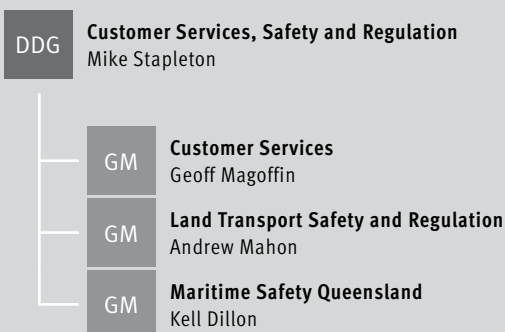 DDG
Customer Services, Safety and Regulation
Mike Stapleton
GM
Customer Services
Geoff Magoffin
GM
Land Transport Safety and Regulation
Andrew Mahon
GM
Maritime Safety Queensland
Kell Dillon